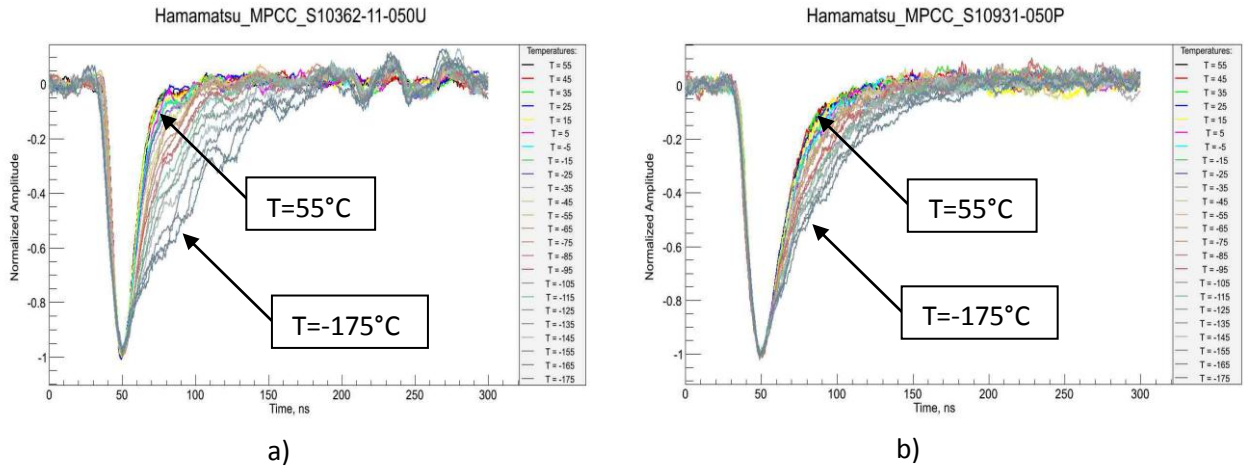 Hamamatsu_MPCC_S10362-11-050U
Normalized Amplitude
0
-0.2
-0.4
-0.6
-0.8
-1
0 50 100 150 200 250 300
Time, ns
Temperatures:
T = 55
T = 45
T = 35
T = 25
T = 15
T = 5
T = -5
T = -15
T = -25
T = -35
T = -45
T = -55
T = -65
T = -75
T = -85
T = -95
T = -105
T = -115
T = -125
T = -135
T = -145
T = -155
T = -165
T = -175
T=55°C
T=-175°C
a)
Hamamatsu_MPCC_S10931-050P
Normalized Amplitude
0
-0.2
-0.4
-0.6
-0.8
-1
0 50 100 150 200 250 300
Time, ns
Temperatures:
T = 55
T = 45
T = 35
T = 25
T = 15
T = 5
T = -5
T = -15
T = -25
T = -35
T = -45
T = -55
T = -65
T = -75
T = -85
T = -95
T = -105
T = -115
T = -125
T = -135
T = -145
T = -155
T = -165
T = -175
T=55°C
T=-175°C
b)